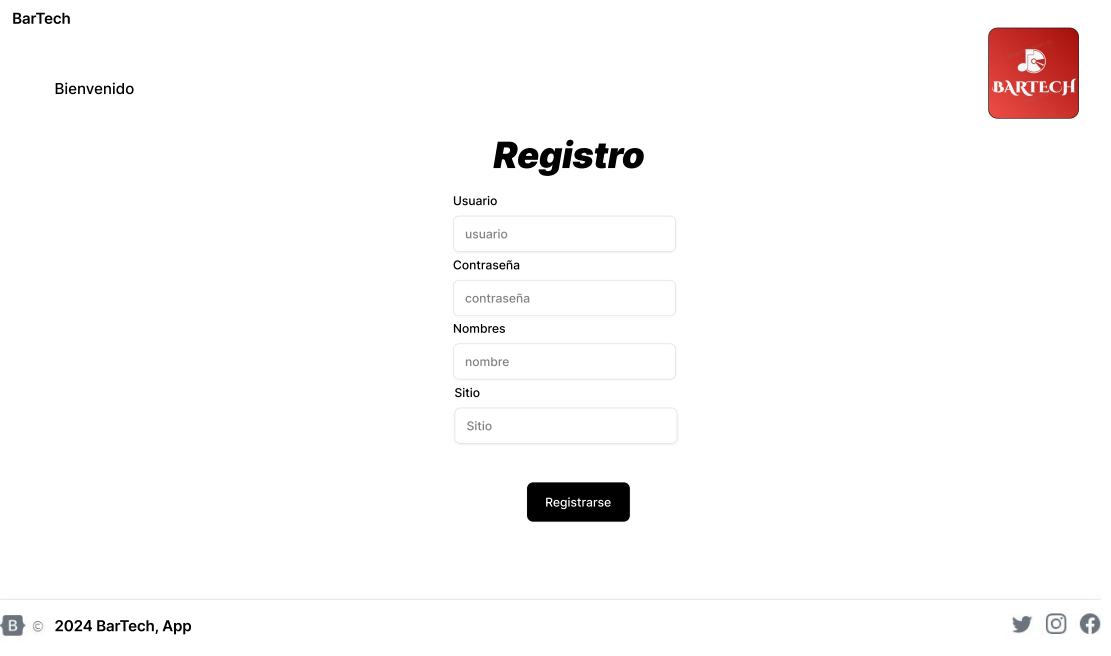 BarTech
BARTECH
Bienvenido
Registro
Usuario
usuario
Contraseña
contraseña
Nombres
nombre
Sitio
Sitio
Registrarse
B © 2024 BarTech, App